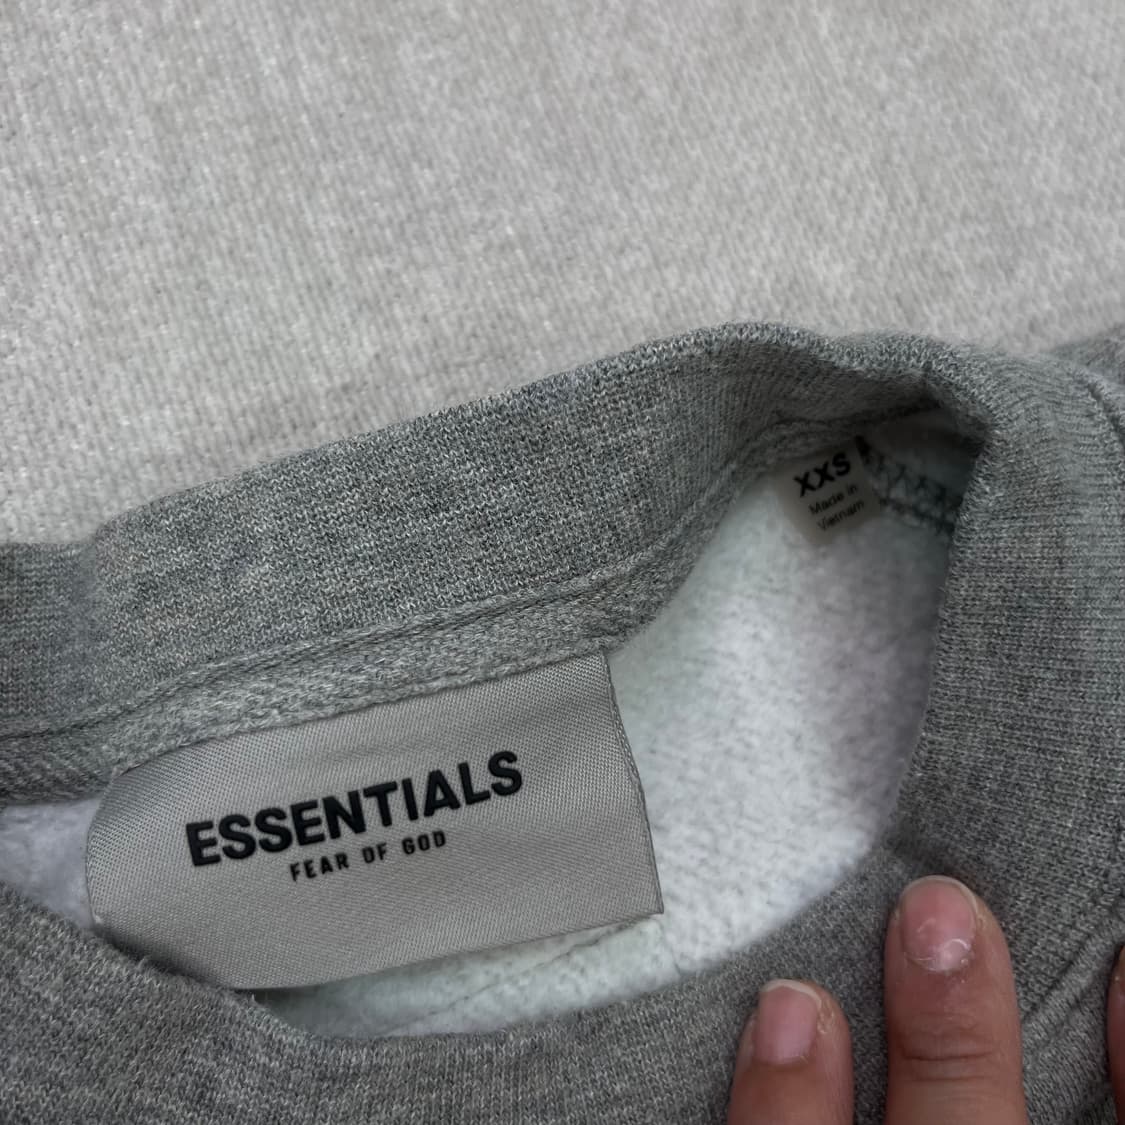 XXS
Made in
Vietnam
ESSENTIALS
FEAR OF GOD